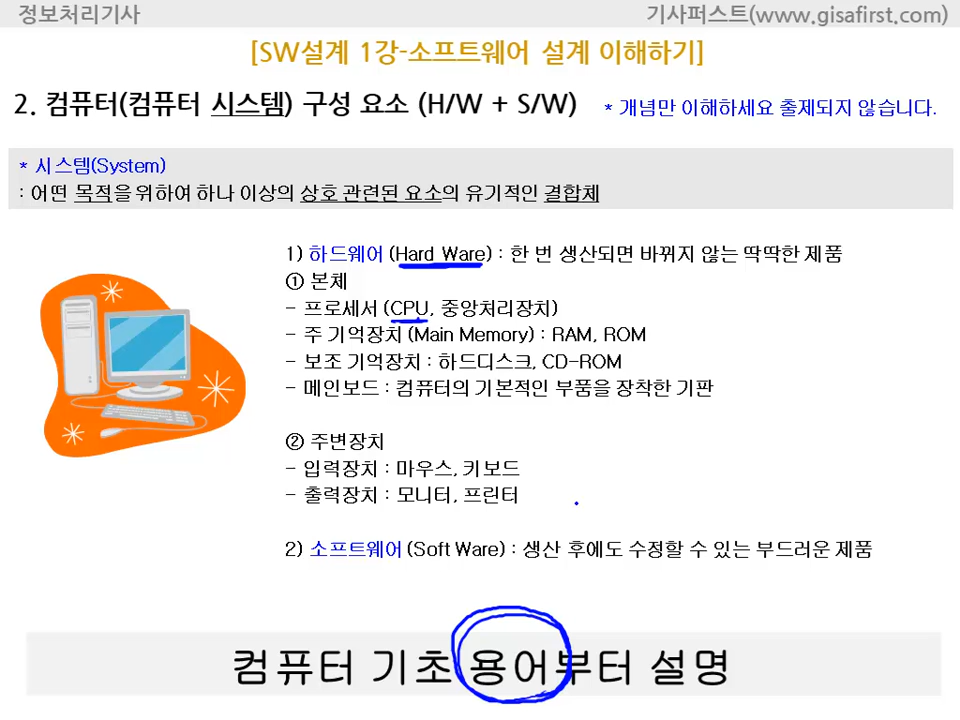 정보처리기사
기사퍼스트(www.gisafirst.com)
[SW설계 1강-소프트웨어 설계 이해하기]
2. 컴퓨터(컴퓨터 시스템) 구성 요소 (H/W + S/W)
* 개념만 이해하세요 출제되지 않습니다.
* 시스템(System)
: 어떤 목적을 위하여 하나 이상의 상호 관련된 요소의 유기적인 결합체
1) 하드웨어 (Hard Ware) : 한 번 생산되면 바뀌지 않는 딱딱한 제품
① 본체
- 프로세서 (CPU, 중앙처리장치)
- 주 기억장치 (Main Memory) : RAM, ROM
- 보조 기억장치 : 하드디스크, CD-ROM
- 메인보드 : 컴퓨터의 기본적인 부품을 장착한 기판
② 주변장치
- 입력장치 : 마우스, 키보드
- 출력장치 : 모니터, 프린터
2) 소프트웨어 (Soft Ware) : 생산 후에도 수정할 수 있는 부드러운 제품
컴퓨터 기초 용어부터 설명